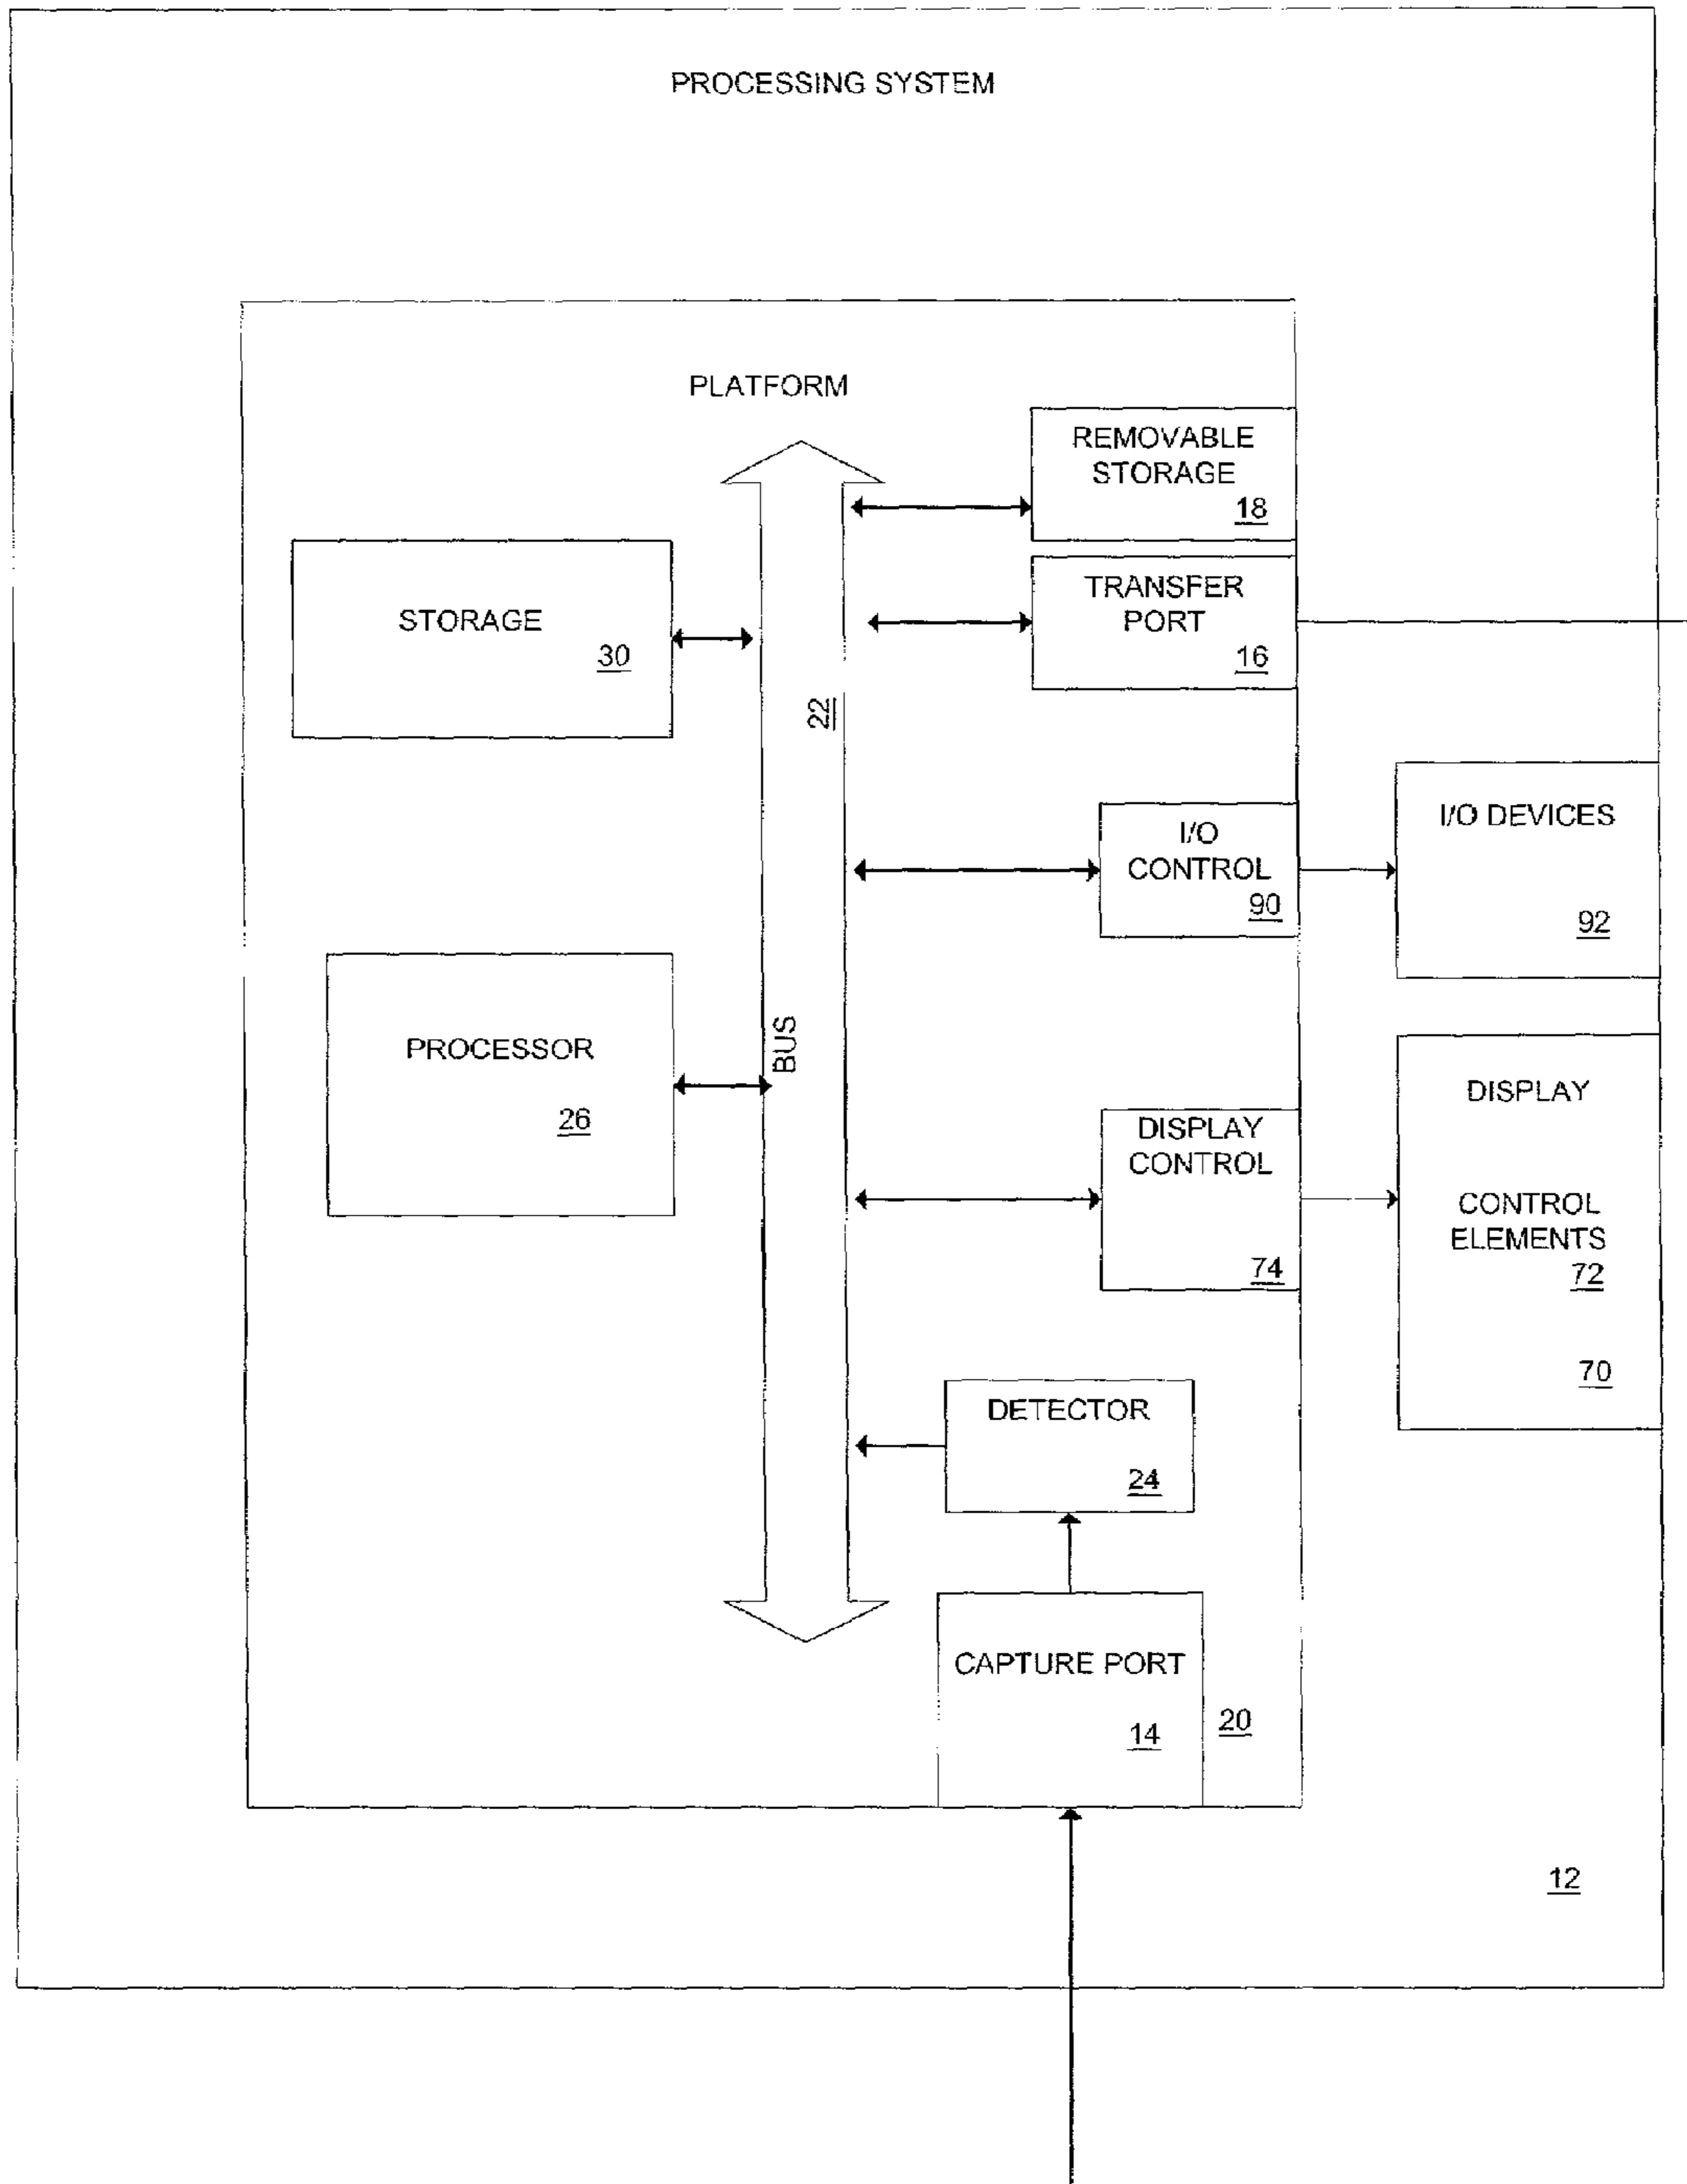 PROCESSING SYSTEM
PLATFORM
REMOVABLE
STORAGE
18
TRANSFER
PORT
16
STORAGE
30
22
I/O
CONTROL
90
I/O DEVICES
92
BUS
PROCESSOR
26
DISPLAY
CONTROL
74
DISPLAY
CONTROL
ELEMENTS
72
70
DETECTOR
24
CAPTURE PORT
14
20
12